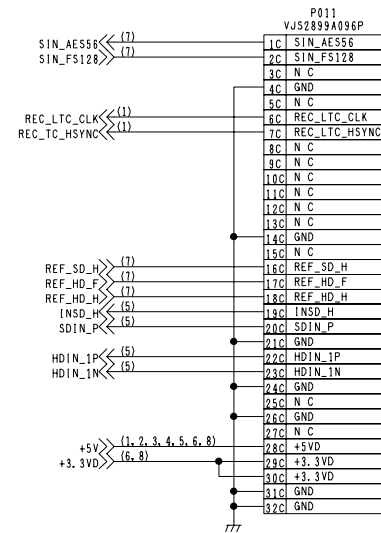 P011
VJS2899A096P
SIN_AES56 (7) 1C SIN_AES56
SIN_FS128 (7) 2C SIN_FS128
3C N C
4C GND
5C N C
REC_LTC_CLK (1) 6C REC_LTC_CLK
REC_TC_HSYNC (1) 7C REC_LTC_HSYNC
8C N C
9C N C
10C N C
11C N C
12C N C
13C N C
14C GND
15C N C
REF_SD_H (7) 16C REF_SD_H
REF_HD_F (7) 17C REF_HD_F
REF_HD_H (7) 18C REF_HD_H
INSD_H (5) 19C INSD_H
SDIN_P (5) 20C SDIN_P
21C GND
HDIN_1P (5) 22C HDIN_1P
HDIN_1N (5) 23C HDIN_1N
24C GND
25C N C
26C GND
27C N C
+5V (1, 2, 3, 4, 5, 6, 8) 28C +5VD
+3.3VD (6, 8) 29C +3.3VD
30C +3.3VD
31C GND
32C GND